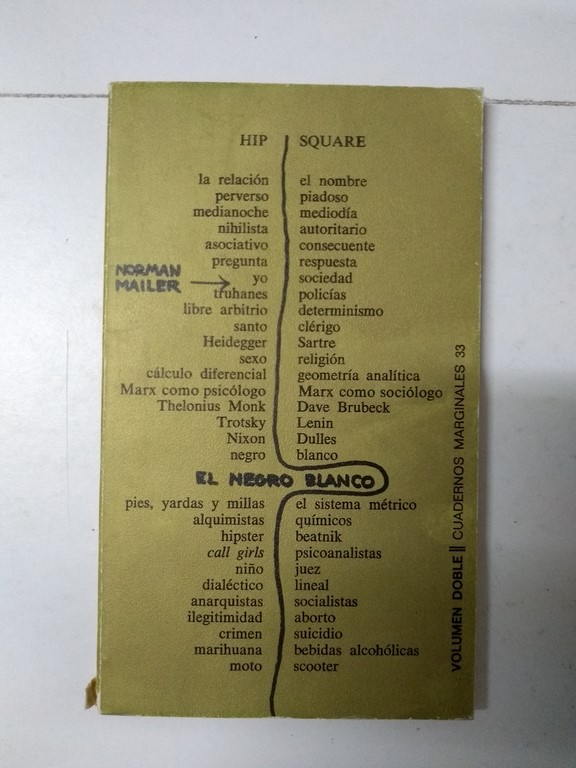 HIP SQUARE
la relación el nombre
perverso piadoso
medianoche mediodía
nihilista autoritario
asociativo consecuente
pregunta respuesta
NORMAN
MAILER
yo sociedad
truhanes policías
libre arbitrio determinismo
santo clérigo
Heidegger Sartre
sexo religión
cálculo diferencial geometría analítica
Marx como psicólogo Marx como sociólogo
Thelonius Monk Dave Brubeck
Trotsky Lenin
Nixon Dulles
negro blanco
EL NEGRO BLANCO
pies, yardas y millas el sistema métrico
alquimistas químicos
hipster beatnik
call girls psicoanalistas
niño juez
dialéctico lineal
anarquistas socialistas
ilegitimidad aborto
crimen suicidio
marihuana bebidas alcohólicas
moto scooter
VOLUMEN DOBLE || CUADERNOS MARGINALES 33